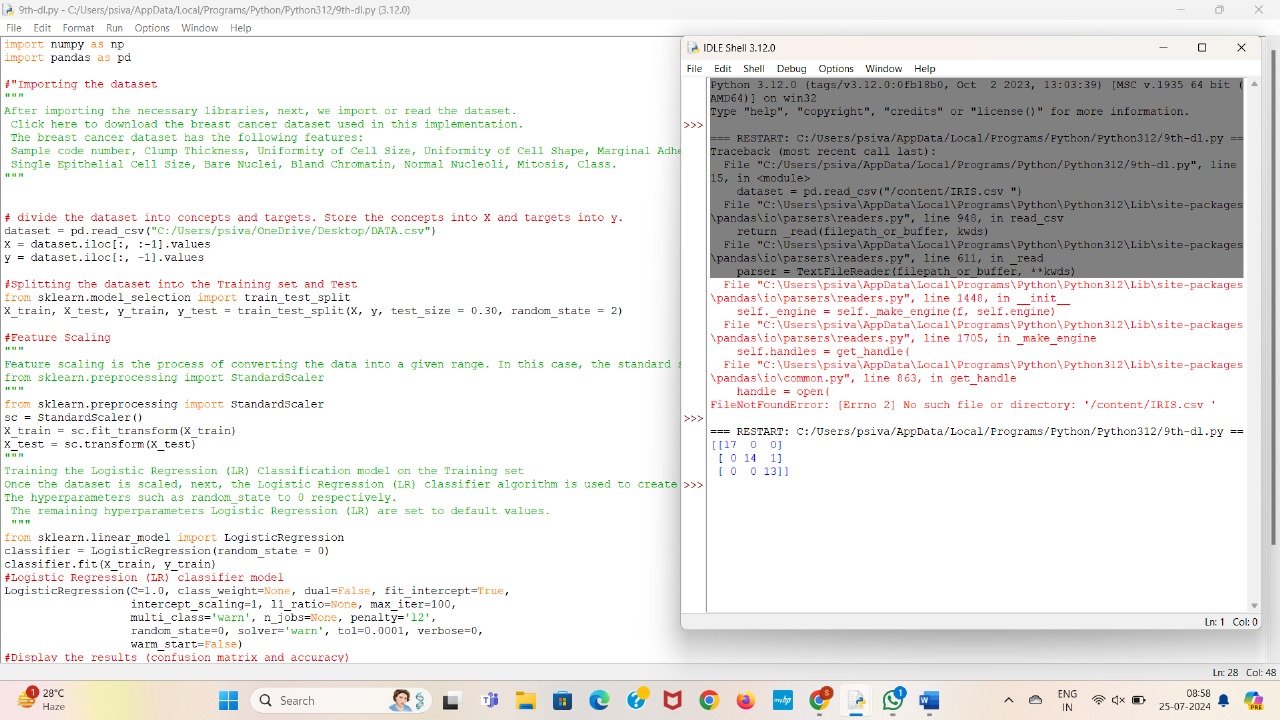 9th-dl.py - C:/Users/psiva/AppData/Local/Programs/Python/Python312/9th-dl.py (3.12.0)
File Edit Format Run Options Window Help
import numpy as np
import pandas as pd
#"Importing the dataset
"""
After importing the necessary libraries, next, we import or read the dataset.
Click here to download the breast cancer dataset used in this implementation.
The breast cancer dataset has the following features:
Sample code number, Clump Thickness, Uniformity of Cell Size, Uniformity of Cell Shape, Marginal Adhe
Single Epithelial Cell Size, Bare Nuclei, Bland Chromatin, Normal Nucleoli, Mitosis, Class.
"""
# divide the dataset into concepts and targets. Store the concepts into X and targets into y.
dataset = pd.read_csv("C:/Users/psiva/OneDrive/Desktop/DATA.csv")
X = dataset.iloc[:, :-1].values
y = dataset.iloc[:, -1].values
#Splitting the dataset into the Training set and Test
from sklearn.model_selection import train_test_split
X_train, X_test, y_train, y_test = train_test_split(X, y, test_size = 0.30, random_state = 2)
#Feature Scaling
"""
Feature scaling is the process of converting the data into a given range. In this case, the standard s
from sklearn.preprocessing import StandardScaler
"""
from sklearn.preprocessing import StandardScaler
sc = StandardScaler()
X_train = sc.fit_transform(X_train)
X_test = sc.transform(X_test)
"""
Training the Logistic Regression (LR) Classification model on the Training set
Once the dataset is scaled, next, the Logistic Regression (LR) classifier algorithm is used to create
The hyperparameters such as random_state to 0 respectively.
The remaining hyperparameters Logistic Regression (LR) are set to default values.
"""
from sklearn.linear_model import LogisticRegression
classifier = LogisticRegression(random_state = 0)
classifier.fit(X_train, y_train)
#Logistic Regression (LR) classifier model
LogisticRegression(C=1.0, class_weight=None, dual=False, fit_intercept=True,
intercept_scaling=1, l1_ratio=None, max_iter=100,
multi_class='warn', n_jobs=None, penalty='l2',
random_state=0, solver='warn', tol=0.0001, verbose=0,
warm_start=False)
#Display the results (confusion matrix and accuracy)
Ln: 28 Col: 48
IDLE Shell 3.12.0
File Edit Shell Debug Options Window Help
Python 3.12.0 (tags/v3.12.0:0fb18b0, Oct 2 2023, 13:03:39) [MSC v.1935 64 bit (
AMD64)] on win32
Type "help", "copyright", "credits" or "license()" for more information.
>>>
=== RESTART: C:/Users/psiva/AppData/Local/Programs/Python/Python312/9th-dl.py ==
Traceback (most recent call last):
File "C:/Users/psiva/AppData/Local/Programs/Python/Python312/9th-dl.py", line
15, in <module>
dataset = pd.read_csv("/content/IRIS.csv ")
File "C:\Users\psiva\AppData\Local\Programs\Python\Python312\Lib\site-packages
\pandas\io\parsers\readers.py", line 948, in read_csv
return _read(filepath_or_buffer, kwds)
File "C:\Users\psiva\AppData\Local\Programs\Python\Python312\Lib\site-packages
\pandas\io\parsers\readers.py", line 611, in _read
parser = TextFileReader(filepath_or_buffer, **kwds)
File "C:\Users\psiva\AppData\Local\Programs\Python\Python312\Lib\site-packages
\pandas\io\parsers\readers.py", line 1448, in __init__
self._engine = self._make_engine(f, self.engine)
File "C:\Users\psiva\AppData\Local\Programs\Python\Python312\Lib\site-packages
\pandas\io\parsers\readers.py", line 1705, in _make_engine
self.handles = get_handle(
File "C:\Users\psiva\AppData\Local\Programs\Python\Python312\Lib\site-packages
\pandas\io\common.py", line 863, in get_handle
handle = open(
FileNotFoundError: [Errno 2] No such file or directory: '/content/IRIS.csv '
>>>
=== RESTART: C:/Users/psiva/AppData/Local/Programs/Python/Python312/9th-dl.py ==
[[17 0 0]
[ 0 14 1]
[ 0 0 13]]
>>>
Ln: 1 Col: 0
1
28°C
Haze
Search
hp
S
1
W
ENG
IN
08:58
25-07-2024
PRE